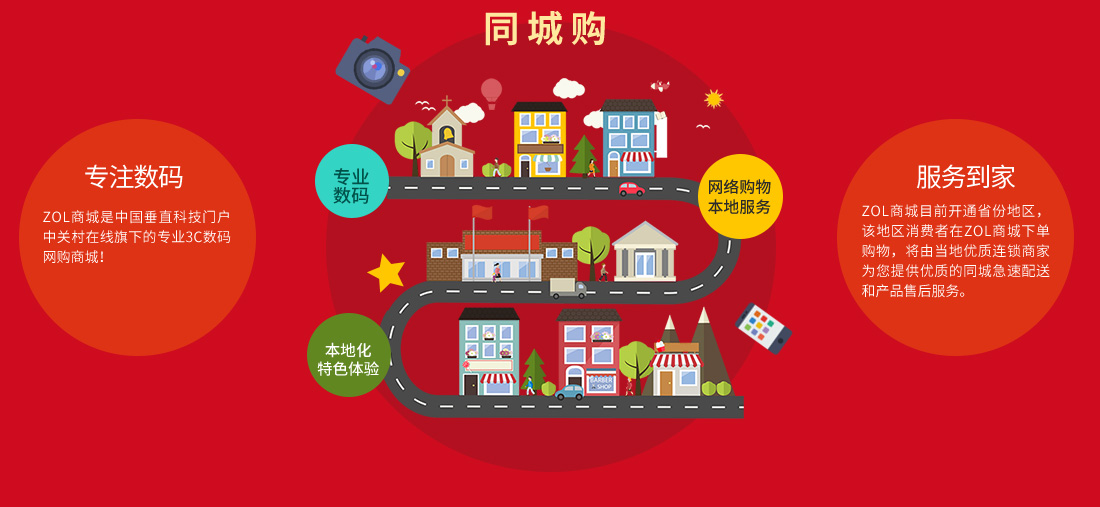 同城购
专注数码
ZOL商城是中国垂直科技门户
中关村在线旗下的专业3C数码
网购商城！
专业
数码
网络购物
本地服务
本地化
特色体验
BARBER
SHOP
服务到家
ZOL商城目前开通省份地区，
该地区消费者在ZOL商城下单
购物，将由当地优质连锁商家
为您提供优质的同城急速配送
和产品售后服务。